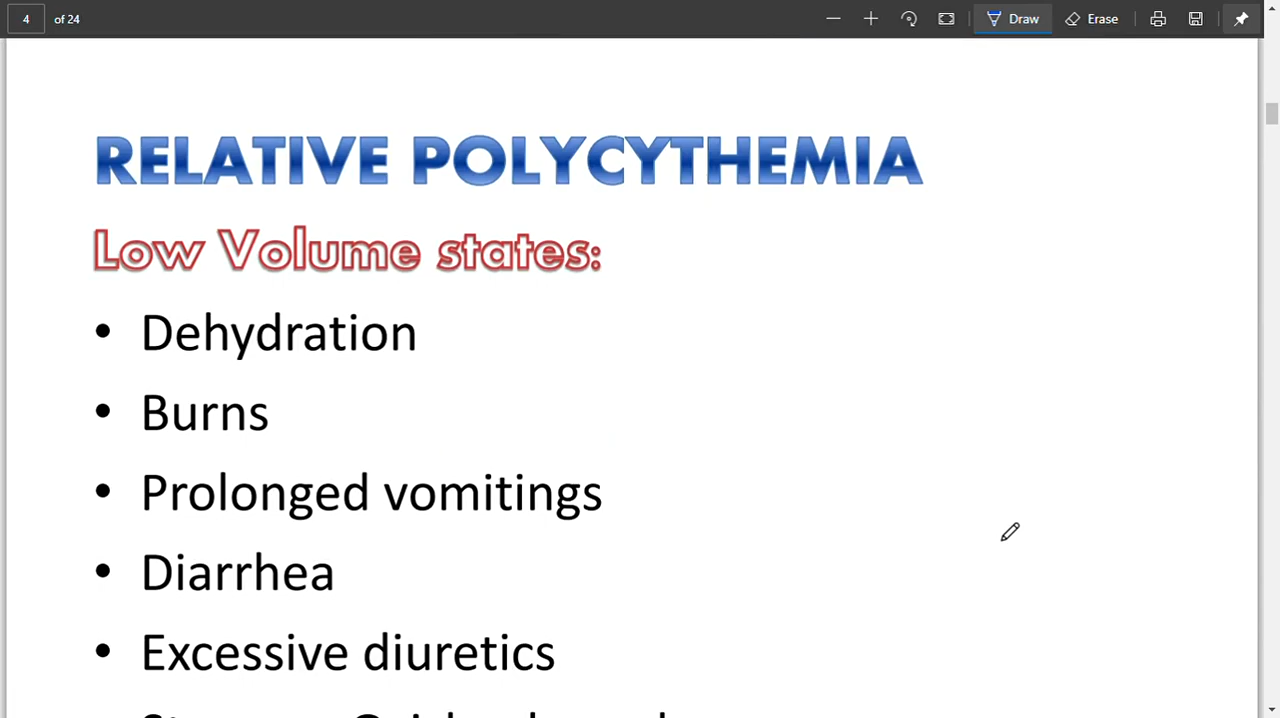 4 of 24 Draw Erase
RELATIVE POLYCYTHEMIA
Low Volume states:
• Dehydration
• Burns
• Prolonged vomitings
• Diarrhea
• Excessive diuretics